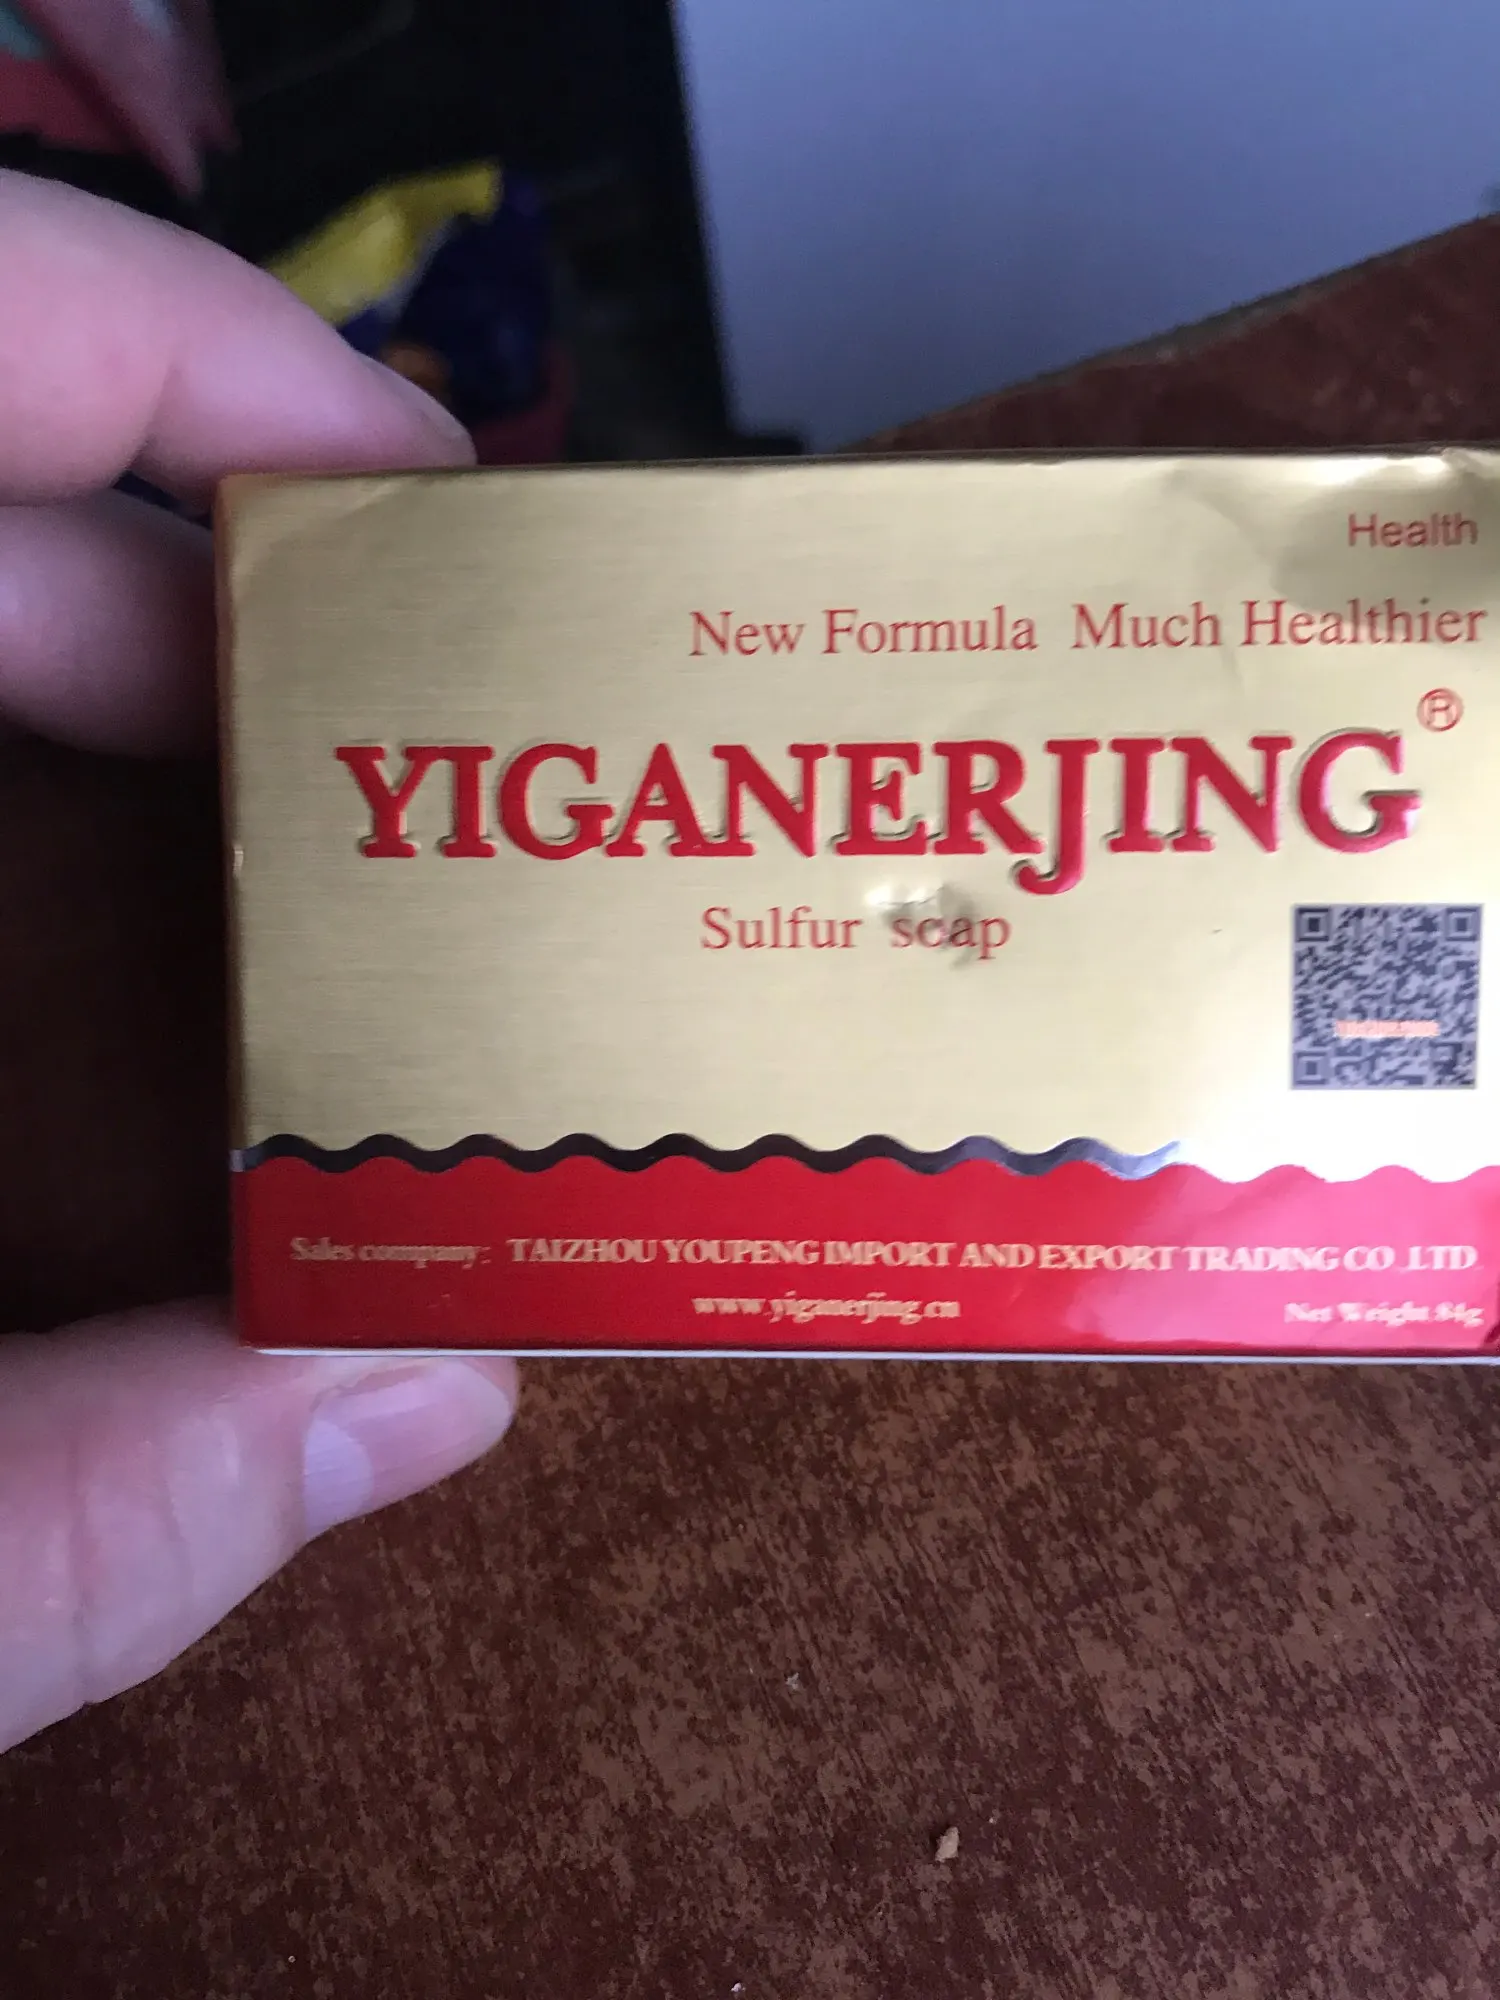 Health
New Formula Much Healthier
YIGANERJING®
Sulfur soap
Sales company: TAIZHOU YOUPENG IMPORT AND EXPORT TRADING CO .LTD
www.yiganerjing.cn
Net Weight 84g